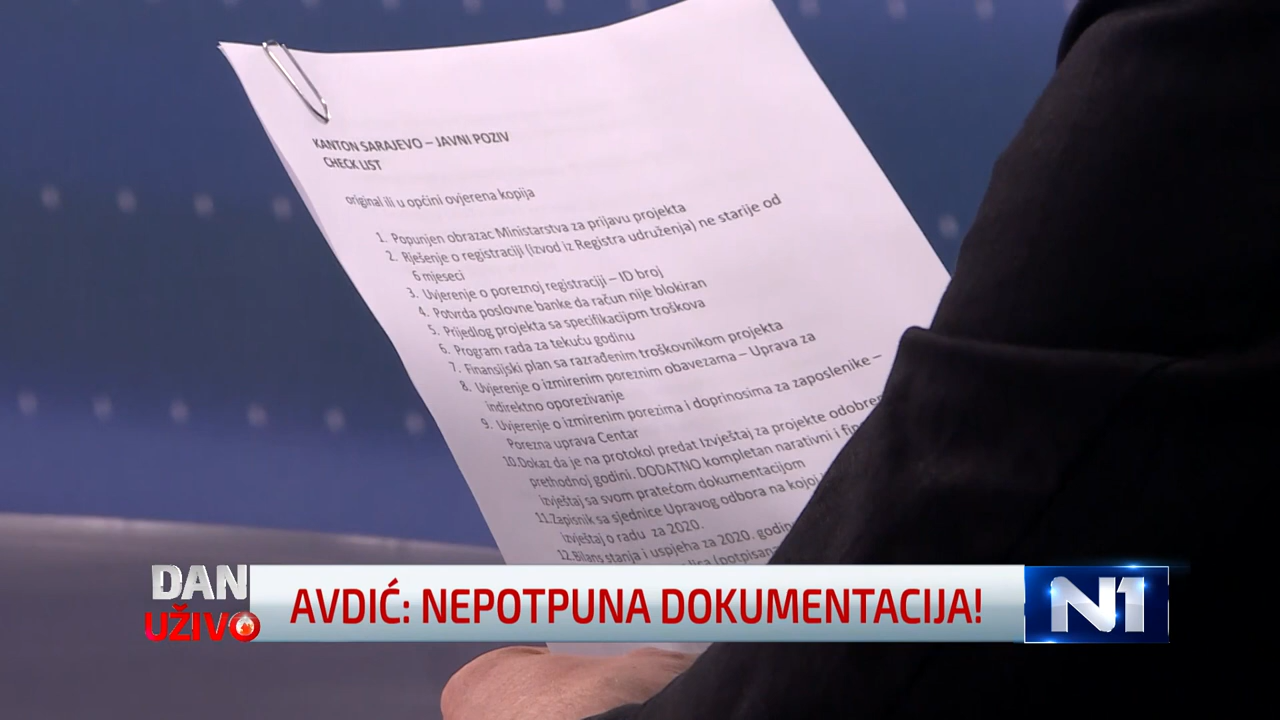 KANTON SARAJEVO – JAVNI POZIV
CHECK LIST
original ili u općini ovjerena kopija
1. Popunjen obrazac Ministarstva za prijavu projekta
2. Rješenje o registraciji (Izvod iz Registra udruženja) ne starije od
6 mjeseci
3. Uvjerenje o poreznoj registraciji – ID broj
4. Potvrda poslovne banke da račun nije blokiran
5. Prijedlog projekta sa specifikacijom troškova
6. Program rada za tekuću godinu
7. Finansijski plan sa razrađenim troškovnikom projekta
8. Uvjerenje o izmirenim poreznim obavezama – Uprava za
indirektno oporezivanje
9. Uvjerenje o izmirenim porezima i doprinosima za zaposlenike –
Porezna uprava Centar
10.Dokaz da je na protokol predat Izvještaj za projekte
prethodnoj godini. DODATNO kompletan narativni i
izvještaj sa svom pratećom dokumentacijom
11.Zapisnik sa sjednice Upravnog odbora na kojoj
izvještaj o radu za 2020.
12.Bilans stanja i uspjeha za 2020.
(potpisana
DAN
UŽIVO
AVDIĆ: NEPOTPUNA DOKUMENTACIJA!
N1